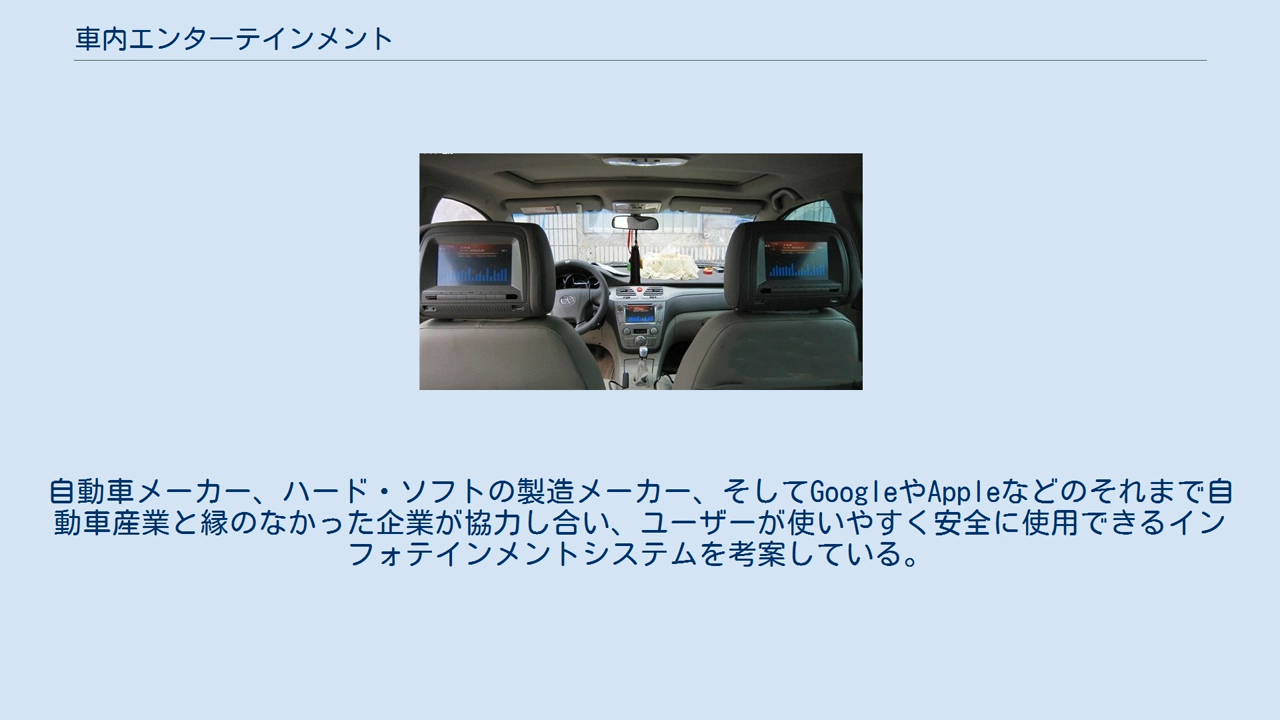 車内エンターテインメント
自動車メーカー、ハード・ソフトの製造メーカー、そしてGoogleやAppleなどのそれまで自
動車産業と縁のなかった企業が協力し合い、ユーザーが使いやすく安全に使用できるイン
フォテインメントシステムを考案している。